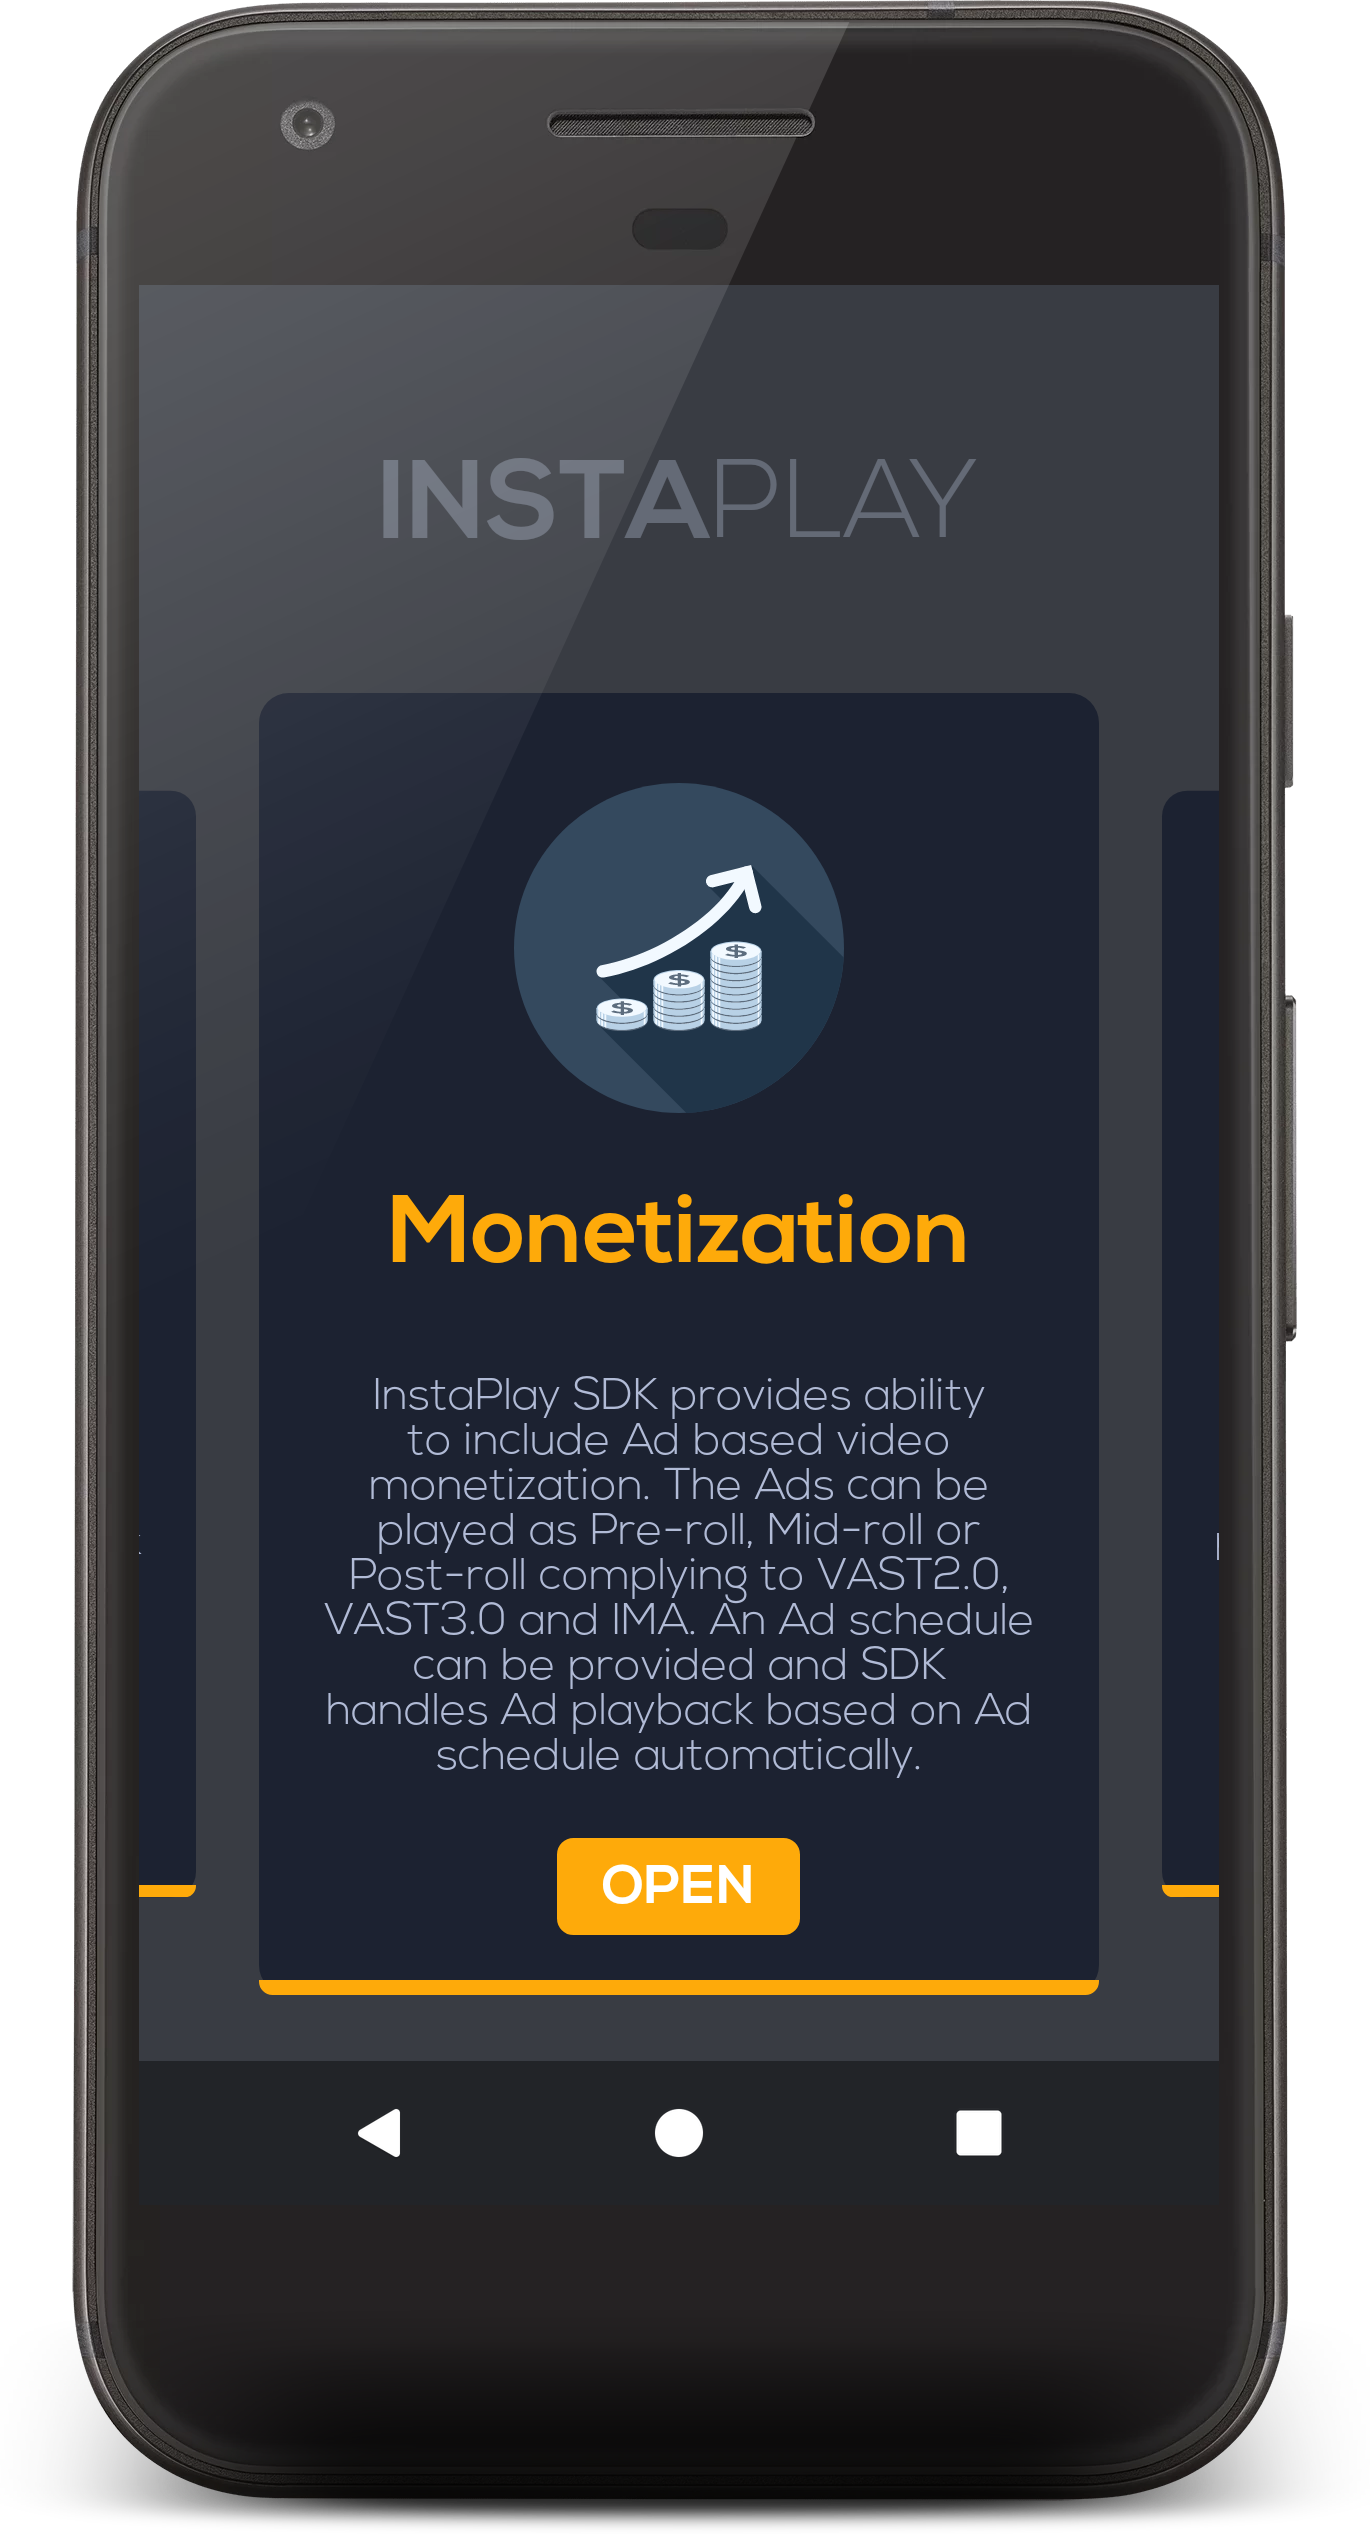 INSTAPLAY
Monetization
InstaPlay SDK provides ability
to include Ad based video
monetization. The Ads can be
played as Pre-roll, Mid-roll or
Post-roll complying to VAST2.0,
VAST3.0 and IMA. An Ad schedule
can be provided and SDK
handles Ad playback based on Ad
schedule automatically.
OPEN